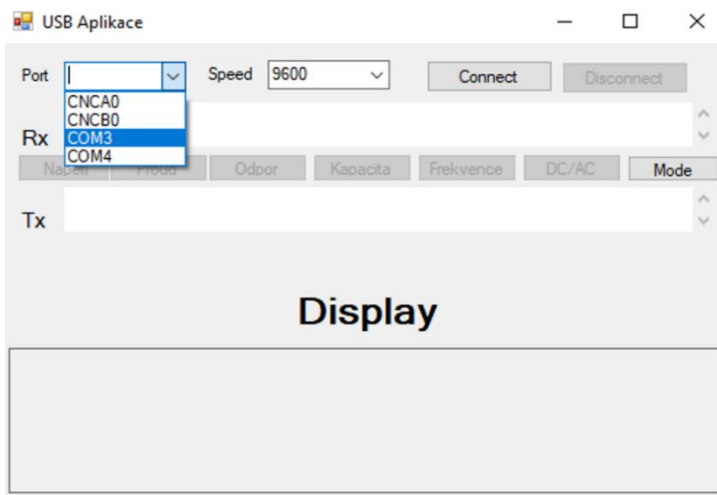 USB Aplikace
Port Speed 9600 Connect Disconnect
CNCA0
CNCB0
COM3
COM4
Rx
Odpor Kapacita Frekvence DC/AC Mode
Tx
Display